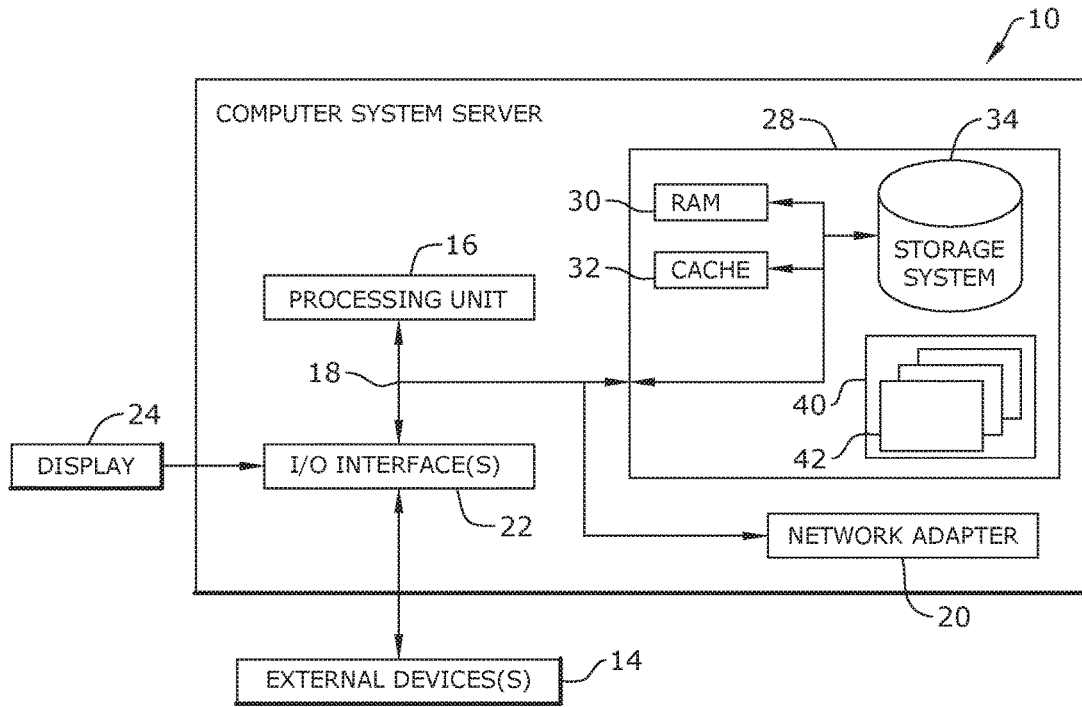 10
COMPUTER SYSTEM SERVER
28
34
30
RAM
32
CACHE
STORAGE
SYSTEM
16
PROCESSING UNIT
18
40
42
24
DISPLAY
I/O INTERFACE(S)
22
NETWORK ADAPTER
20
14
EXTERNAL DEVICES(S)